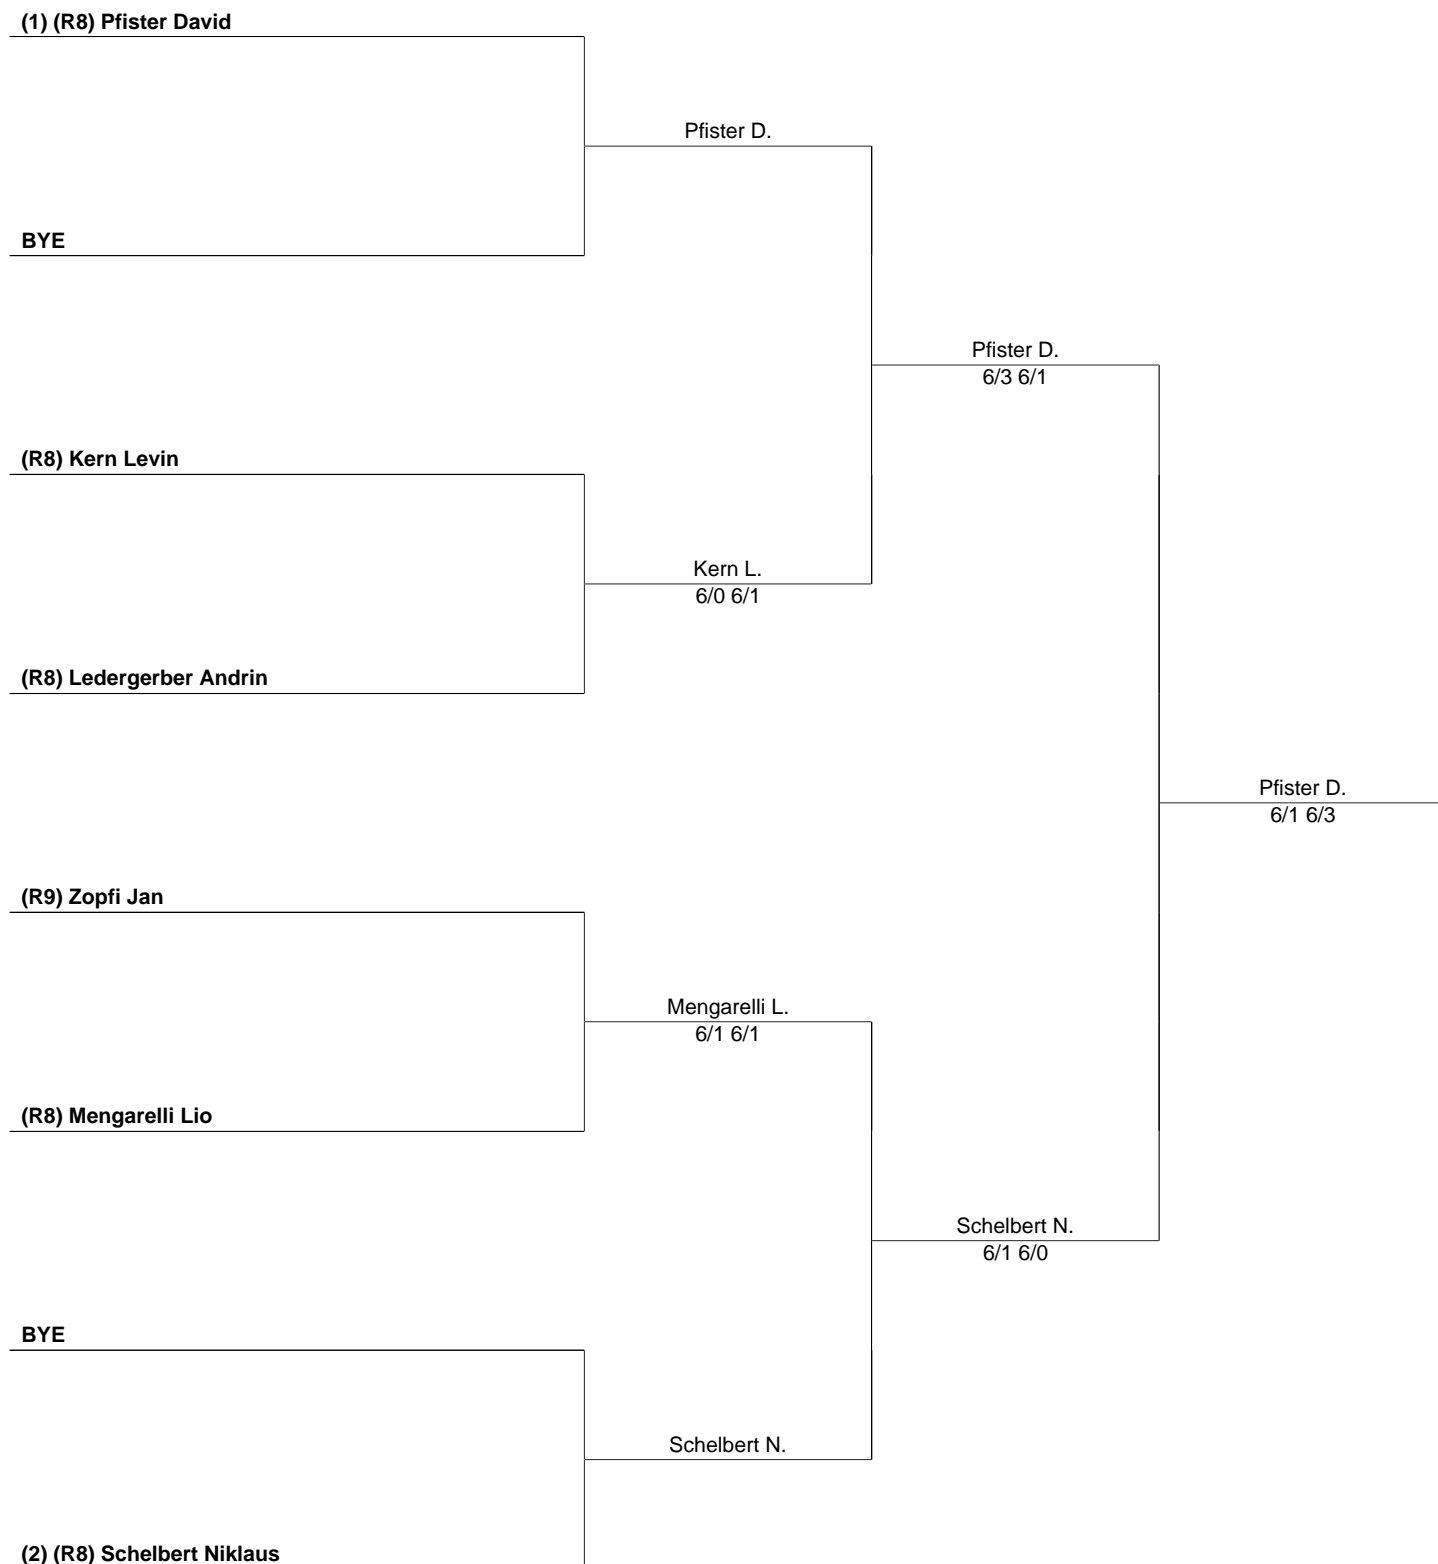 (1) (R8) Pfister David
Pfister D.
BYE
Pfister D.
6/3 6/1
(R8) Kern Levin
Kern L.
6/0 6/1
(R8) Ledergerber Andrin
Pfister D.
6/1 6/3
(R9) Zopfi Jan
Mengarelli L.
6/1 6/1
(R8) Mengarelli Lio
Schelbert N.
6/1 6/0
BYE
Schelbert N.
(2) (R8) Schelbert Niklaus